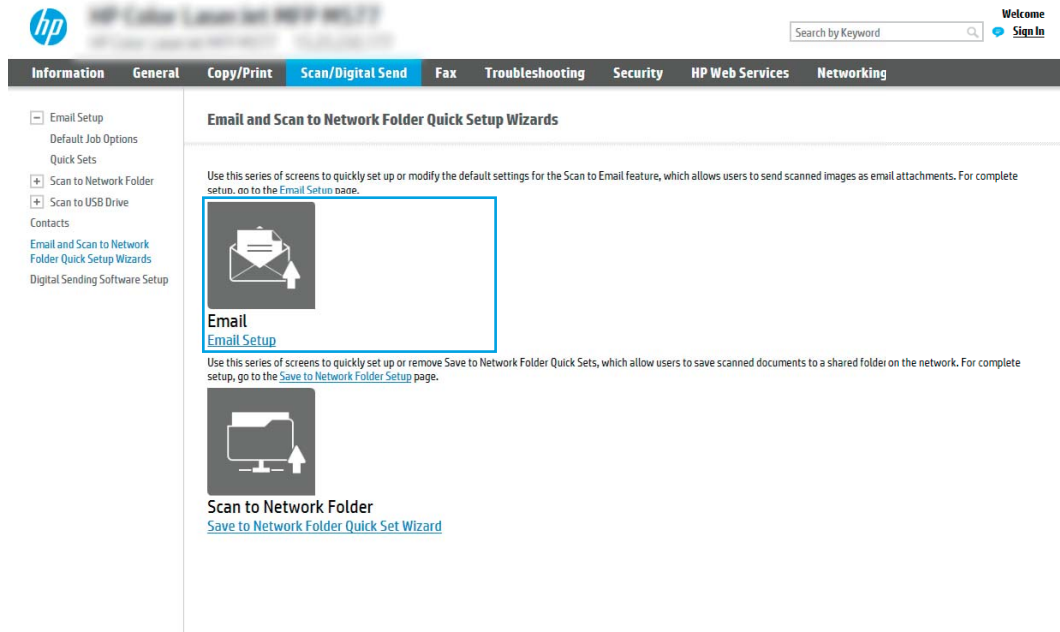 hp
Welcome
Search by Keyword
Sign In
Information General Copy/Print Scan/Digital Send Fax Troubleshooting Security HP Web Services Networking
Email Setup
Default Job Options
Quick Sets
Scan to Network Folder
Scan to USB Drive
Contacts
Email and Scan to Network
Folder Quick Setup Wizards
Digital Sending Software Setup
Email and Scan to Network Folder Quick Setup Wizards
Use this series of screens to quickly set up or modify the default settings for the Scan to Email feature, which allows users to send scanned images as email attachments. For complete
setup, go to the Email Setup page.
Email
Email Setup
Use this series of screens to quickly set up or remove Save to Network Folder Quick Sets, which allow users to save scanned documents to a shared folder on the network. For complete
setup, go to the Save to Network Folder Setup page.
Scan to Network Folder
Save to Network Folder Quick Set Wizard